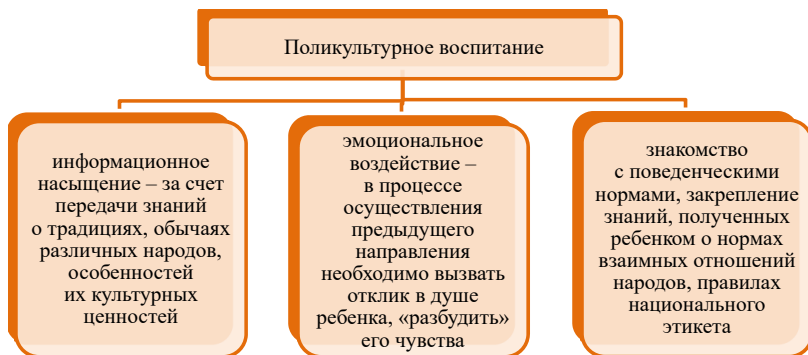 Поликультурное воспитание
информационное
насыщение – за счет
передачи знаний
о традициях, обычаях
различных народов,
особенностей
их культурных
ценностей
эмоциональное
воздействие –
в процессе
осуществления
предыдущего
направления
необходимо вызвать
отклик в душе
ребенка, «разбудить»
его чувства
знакомство
с поведенческими
нормами, закрепление
знаний, полученных
ребенком о нормах
взаимных отношений
народов, правилах
национального
этикета